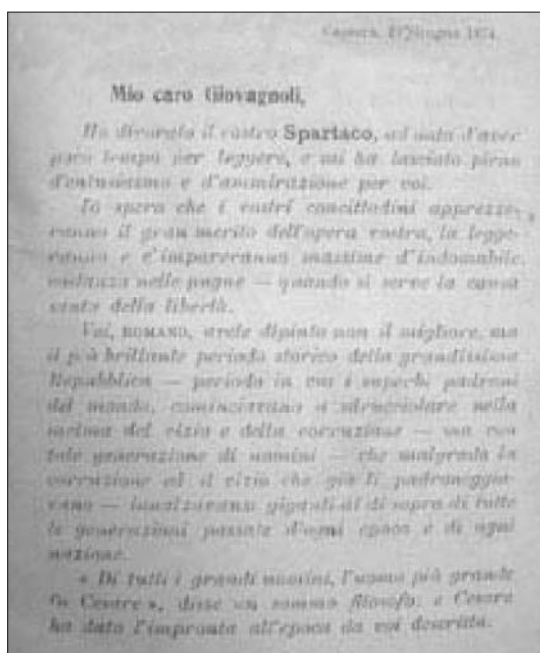 Caprera, 25 Giugno 1874.
Mio caro Giovagnoli,
Ho divorato il vostro Spartaco, ad onta d'aver
poco tempo per leggere, e mi ha lasciato pieno
d'entusiasmo e d'ammirazione per voi.
Io spero che i vostri concittadini apprezze-
ranno il gran merito dell'opera vostra, la legge-
ranno e c'impareranno massime d'indomabile
costanza nelle pugne — quando si serve la causa
santa della libertà.
Voi, ROMANO, avete dipinto non il migliore, ma
il più brillante periodo storico della grandissima
Repubblica — periodo in cui i superbi padroni
del mondo, cominciavano a sdrucciolare nella
del vizio e della corruzione — ma con
tale generazione di uomini — che malgrado la
corruzione ed il vizio che già li padroneggia-
vano — innalzaronsi giganti al di sopra di tutte
le generazioni passate d'ogni epoca e di ogni
nazione.
« Di tutti i grandi uomini, l'uomo più grande
fu Cesare », disse un sommo filosofo: e Cesare
ha dato l'impronta all'epoca da voi descritta.